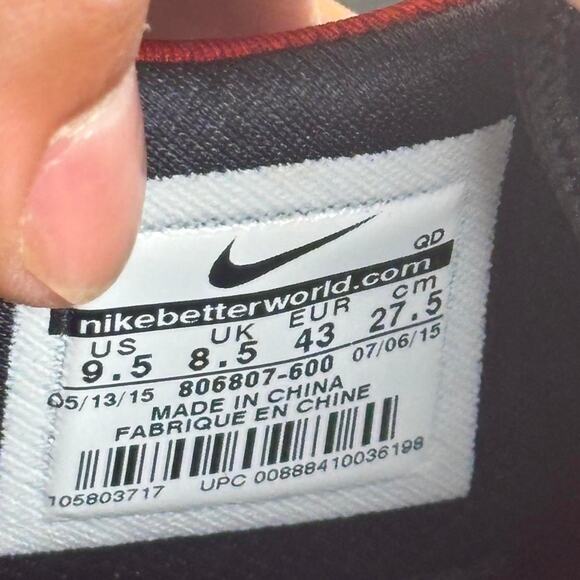 QD
nikebetterworld.com
US UK EUR cm
9.5 8.5 43 27.5
05/13/15 806807-600 07/06/15
MADE IN CHINA
FABRIQUE EN CHINE
105803717 UPC 00888410036198